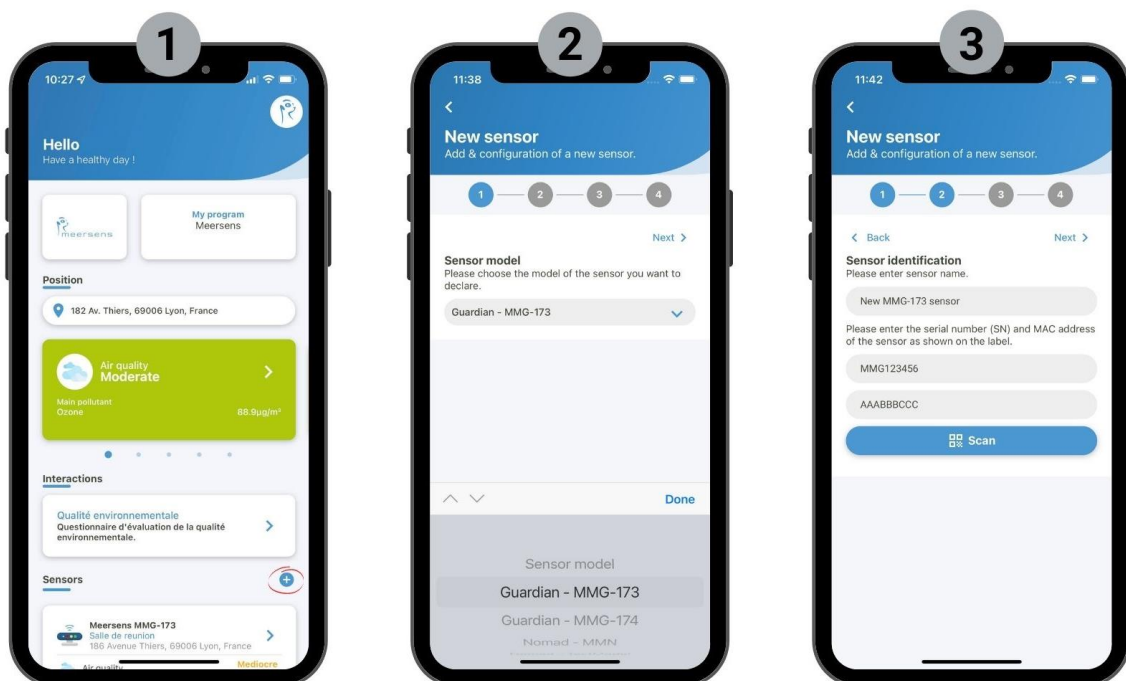 1
10:27
Hello
Have a healthy day !
meersens
My program
Meersens
Position
182 Av. Thiers, 69006 Lyon, France
Air quality
Moderate
Main pollutant
Ozone
88.9µg/m³
Interactions
Qualité environnementale
Questionnaire d'évaluation de la qualité
environnementale.
Sensors
Meersens MMG-173
Salle de reunion
186 Avenue Thiers, 69006 Lyon, France
Air quality
Mediocre
2
11:38
New sensor
Add & configuration of a new sensor.
1
2
3
4
Next
Sensor model
Please choose the model of the sensor you want to
declare.
Guardian - MMG-173
Done
Sensor model
Guardian - MMG-173
Guardian - MMG-174
Nomad - MMN
3
11:42
New sensor
Add & configuration of a new sensor.
1
2
3
4
Back
Next
Sensor identification
Please enter sensor name.
New MMG-173 sensor
Please enter the serial number (SN) and MAC address
of the sensor as shown on the label.
MMG123456
AAABBBCCC
Scan